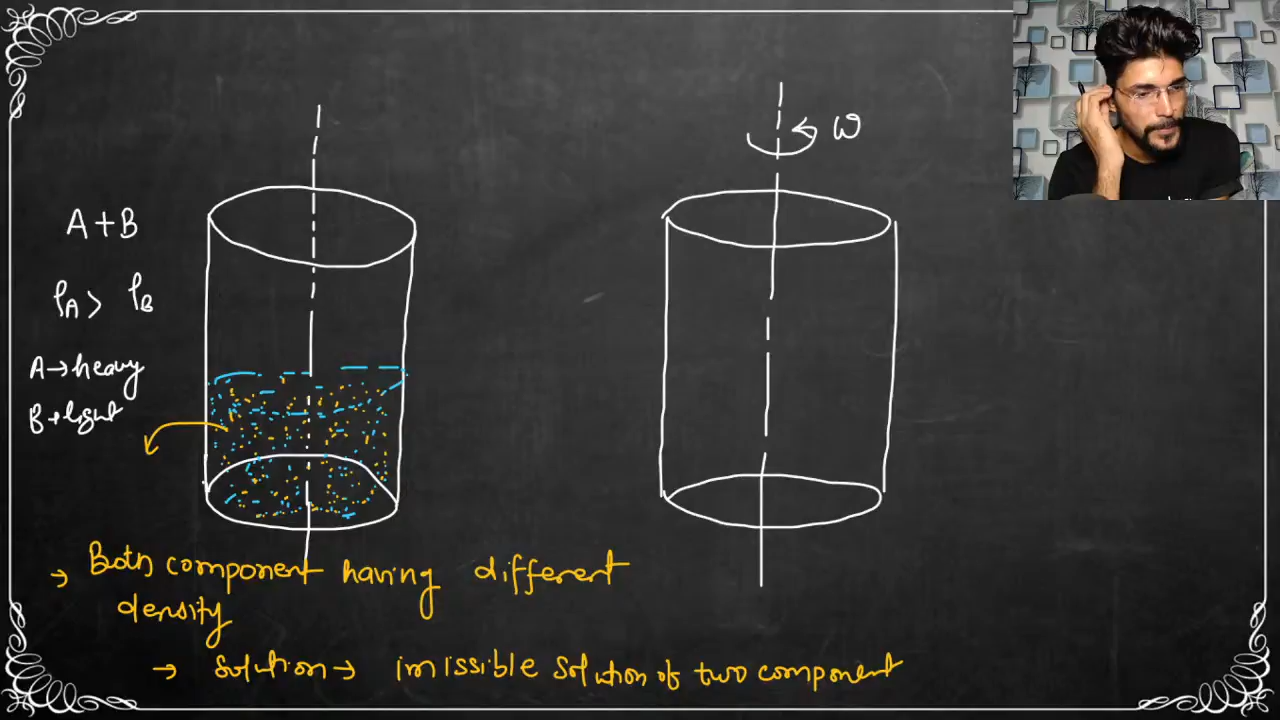 A+B
ρA > ρB
A→heavy
B→light
ω
→ Both component having different
density
→ Solution → immissible solution of two component